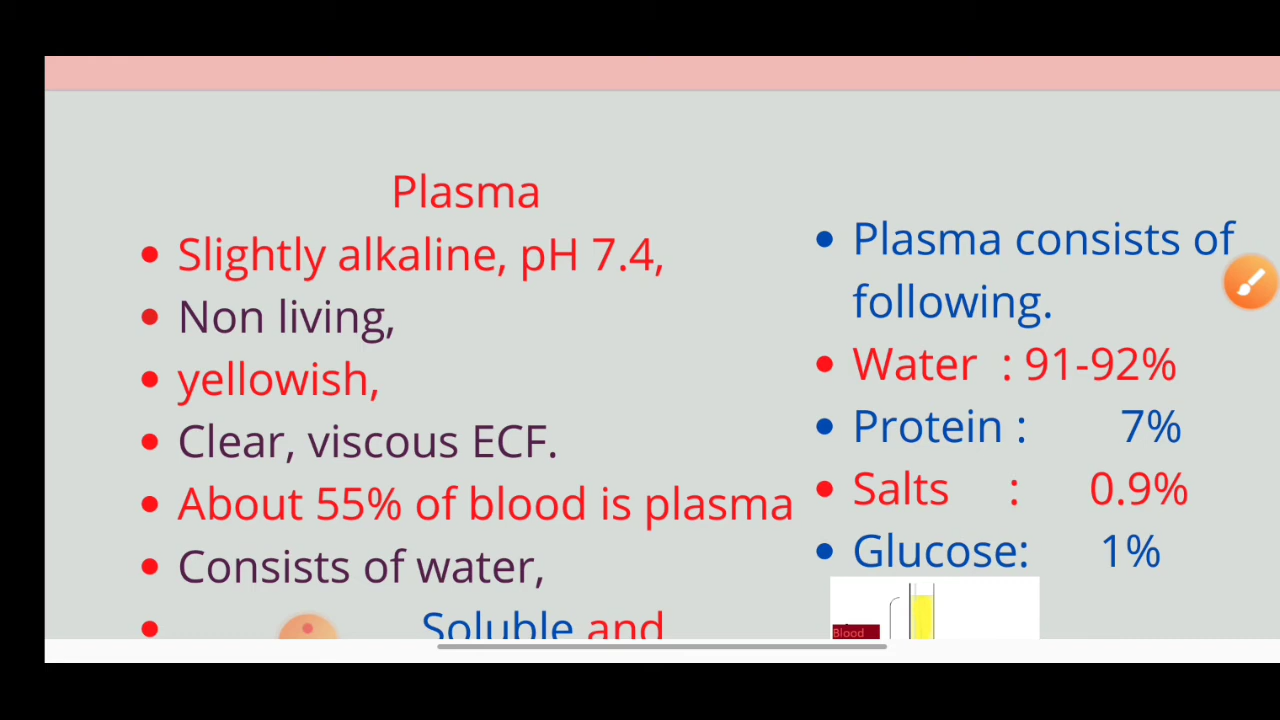 Plasma
Slightly alkaline, pH 7.4,
Non living,
yellowish,
Clear, viscous ECF.
About 55% of blood is plasma
Consists of water,
Soluble and
Plasma consists of
following.
Water : 91-92%
Protein : 7%
Salts : 0.9%
Glucose: 1%
Blood